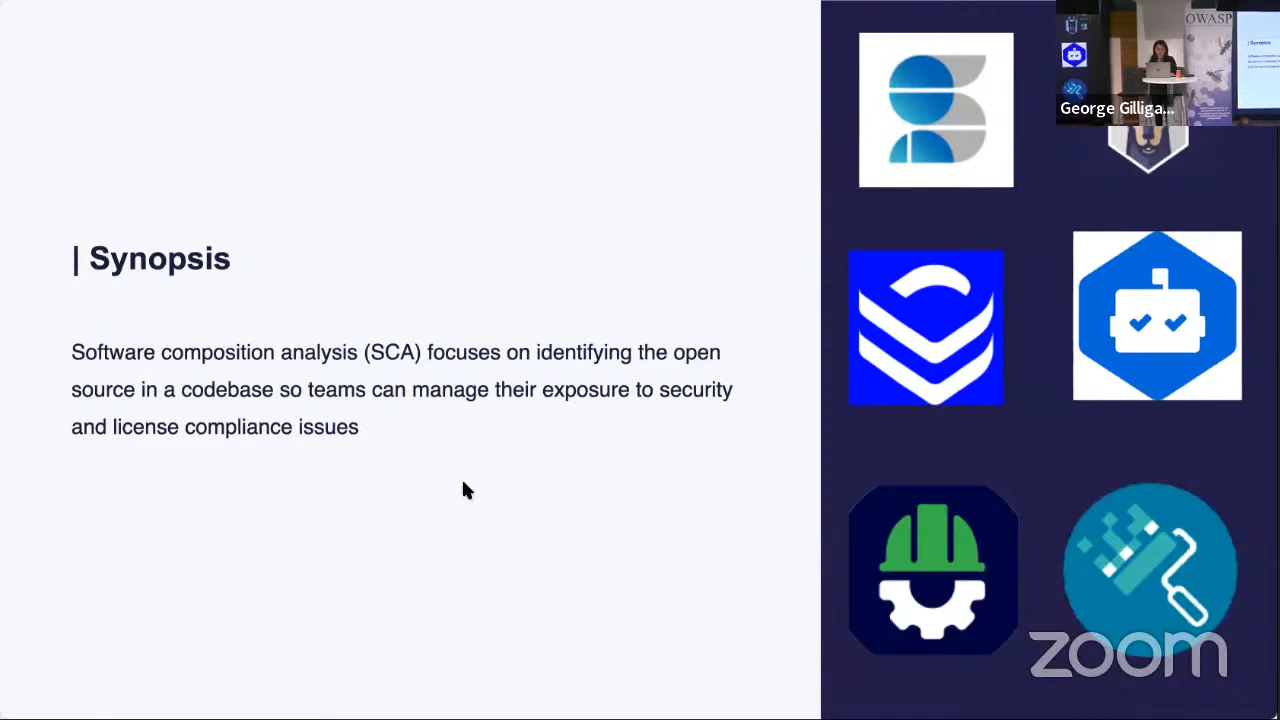 | Synopsis
Software composition analysis (SCA) focuses on identifying the open
source in a codebase so teams can manage their exposure to security
and license compliance issues
OWASP
| Synopsis
George Gilliga...
zoom